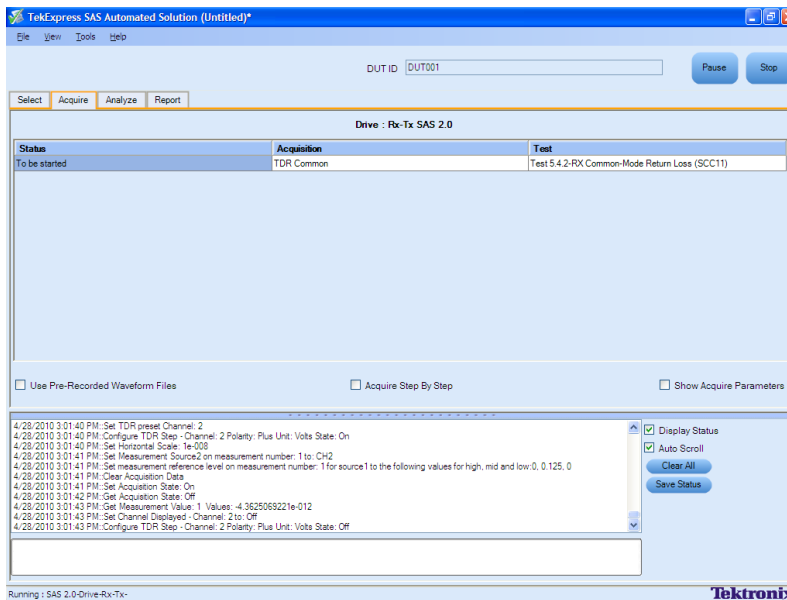 TekExpress SAS Automated Solution (Untitled)*
File View Tools Help
DUT ID DUT001 Pause Stop
Select Acquire Analyze Report
Drive : Rx-Tx SAS 2.0
Status Acquisition Test
To be started TDR Common Test 5.4.2-RX Common-Mode Return Loss (SCC11)
Use Pre-Recorded Waveform Files Acquire Step By Step Show Acquire Parameters
4/28/2010 3:01:40 PM::Set TDR preset Channel: 2
4/28/2010 3:01:40 PM::Configure TDR Step - Channel: 2 Polarity: Plus Unit: Volts State: On
4/28/2010 3:01:40 PM::Set Horizontal Scale: 1e-008
4/28/2010 3:01:41 PM::Set Measurement Source2 on measurement number: 1 to: CH2
4/28/2010 3:01:41 PM::Set measurement reference level on measurement number: 1 for source1 to the following values for high, mid and low:0, 0.125, 0
4/28/2010 3:01:41 PM::Clear Acquisition Data
4/28/2010 3:01:41 PM::Set Acquisition State: On
4/28/2010 3:01:42 PM::Get Acquisition State: Off
4/28/2010 3:01:43 PM::Get Measurement Value: 1 Values: -4.3625069221e-012
4/28/2010 3:01:43 PM::Set Channel Displayed - Channel: 2 to: Off
4/28/2010 3:01:43 PM::Configure TDR Step - Channel: 2 Polarity: Plus Unit: Volts State: Off
Display Status
Auto Scroll
Clear All
Save Status
Running : SAS 2.0-Drive-Rx-Tx-
Tektronix